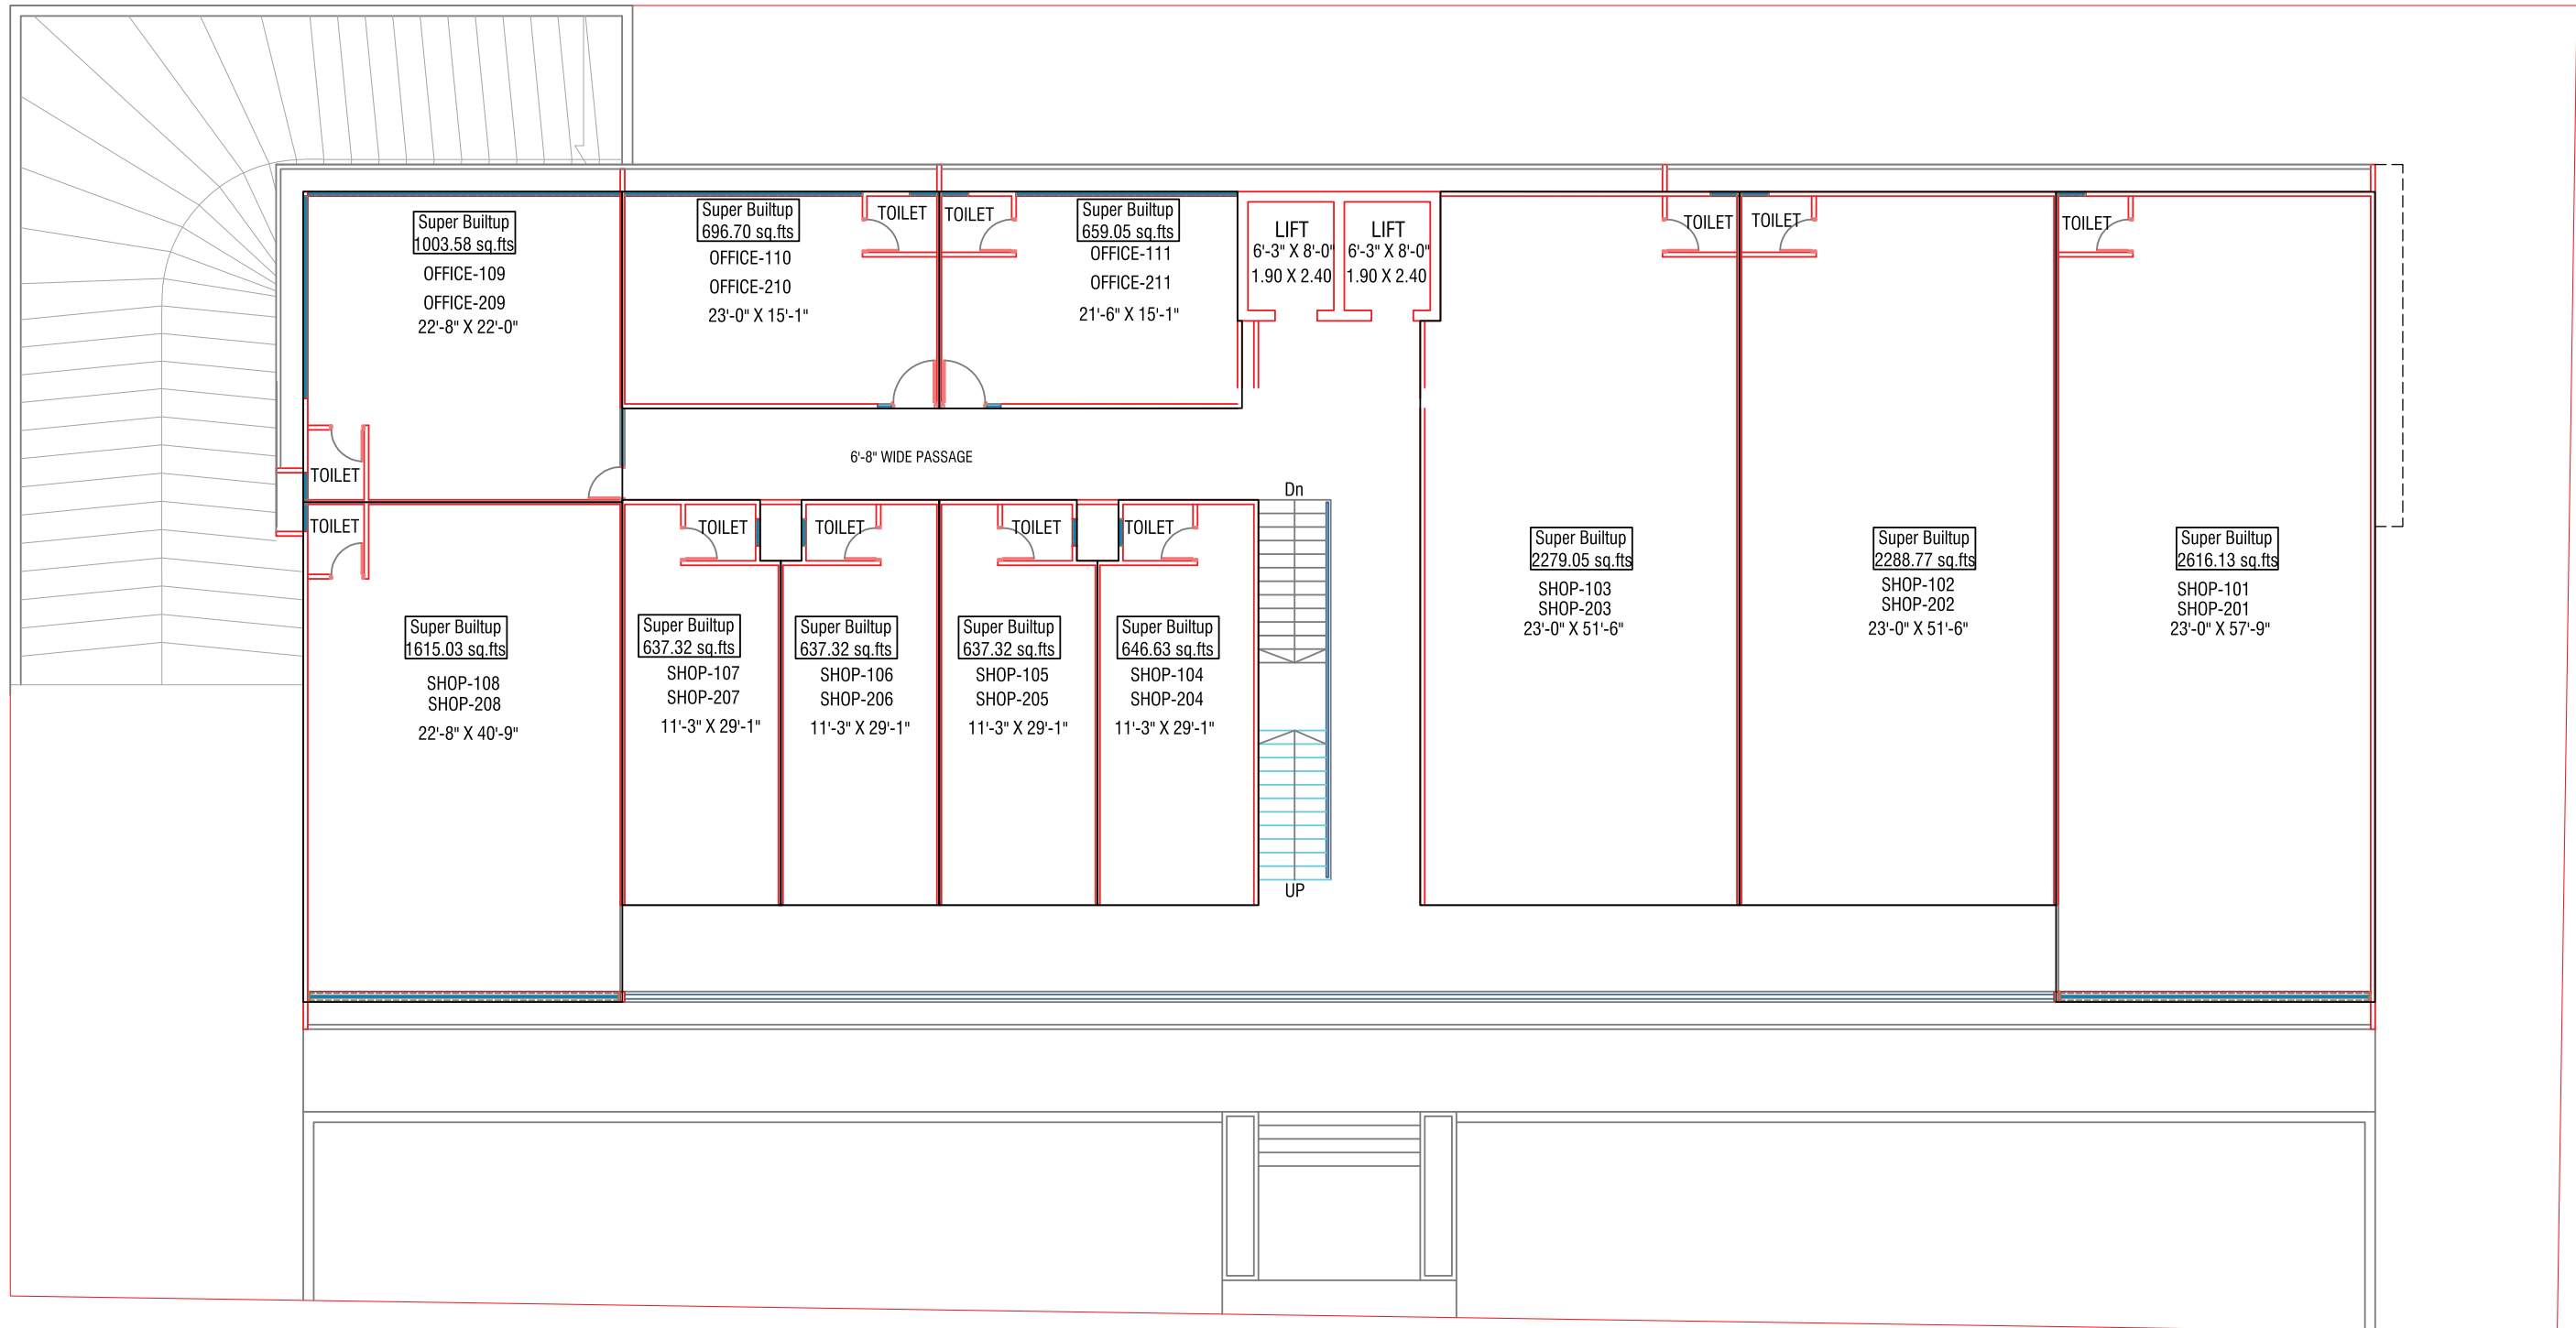 Super Builtup
1003.58 sq.fts
OFFICE-109
OFFICE-209
22'-8" X 22'-0"
TOILET
Super Builtup
696.70 sq.fts
OFFICE-110
OFFICE-210
23'-0" X 15'-1"
TOILET
TOILET
Super Builtup
659.05 sq.fts
OFFICE-111
OFFICE-211
21'-6" X 15'-1"
LIFT
6'-3" X 8'-0"
1.90 X 2.40
LIFT
6'-3" X 8'-0"
1.90 X 2.40
TOILET
TOILET
TOILET
6'-8" WIDE PASSAGE
Dn
TOILET
TOILET
TOILET
TOILET
TOILET
Super Builtup
1615.03 sq.fts
SHOP-108
SHOP-208
22'-8" X 40'-9"
Super Builtup
637.32 sq.fts
SHOP-107
SHOP-207
11'-3" X 29'-1"
Super Builtup
637.32 sq.fts
SHOP-106
SHOP-206
11'-3" X 29'-1"
Super Builtup
637.32 sq.fts
SHOP-105
SHOP-205
11'-3" X 29'-1"
Super Builtup
646.63 sq.fts
SHOP-104
SHOP-204
11'-3" X 29'-1"
UP
Super Builtup
2279.05 sq.fts
SHOP-103
SHOP-203
23'-0" X 51'-6"
Super Builtup
2288.77 sq.fts
SHOP-102
SHOP-202
23'-0" X 51'-6"
Super Builtup
2616.13 sq.fts
SHOP-101
SHOP-201
23'-0" X 57'-9"